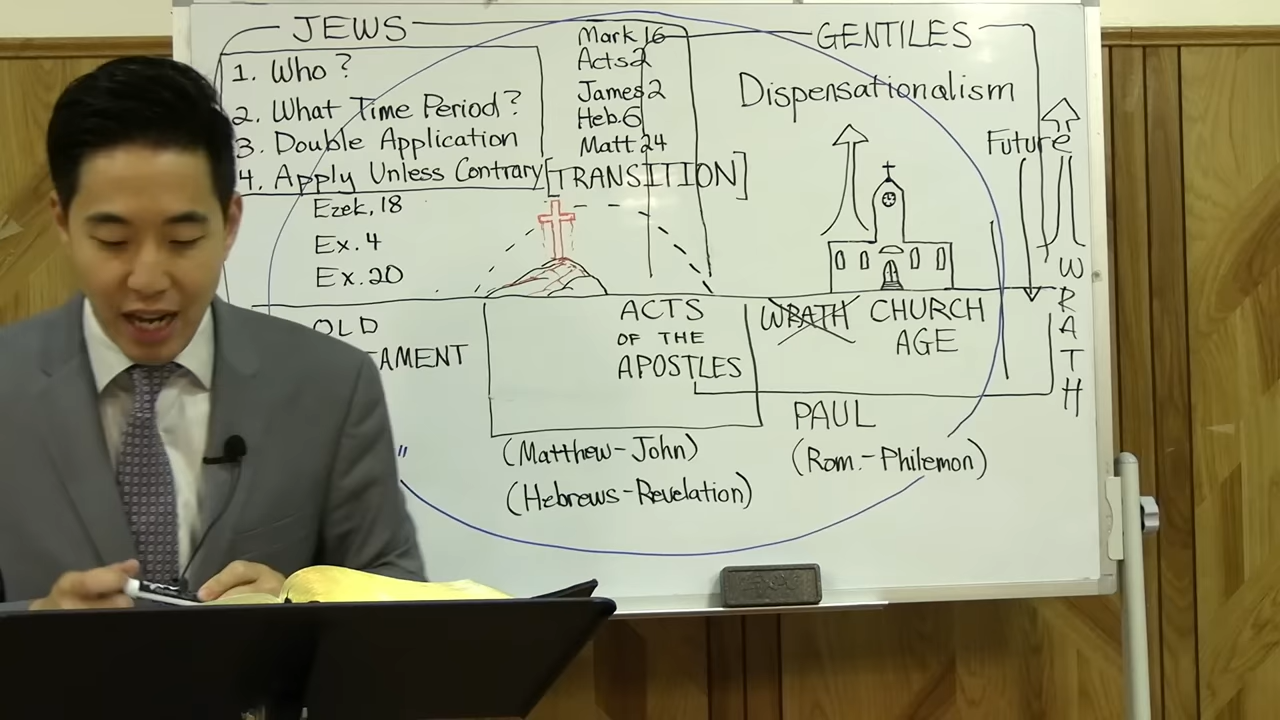 JEWS
1. Who?
2. What Time Period?
3. Double Application
4. Apply Unless Contrary
Ezek, 18
Ex. 4
Ex. 20
Mark 16
Acts 2
James 2
Heb. 6
Matt 24
[TRANSITION]
GENTILES
Dispensationalism
Future
OLD
TAMENT
ACTS
OF THE
APOSTLES
WRATH CHURCH
AGE
WRATH
PAUL
(Matthew-John)
(Hebrews-Revelation)
(Rom.-Philemon)